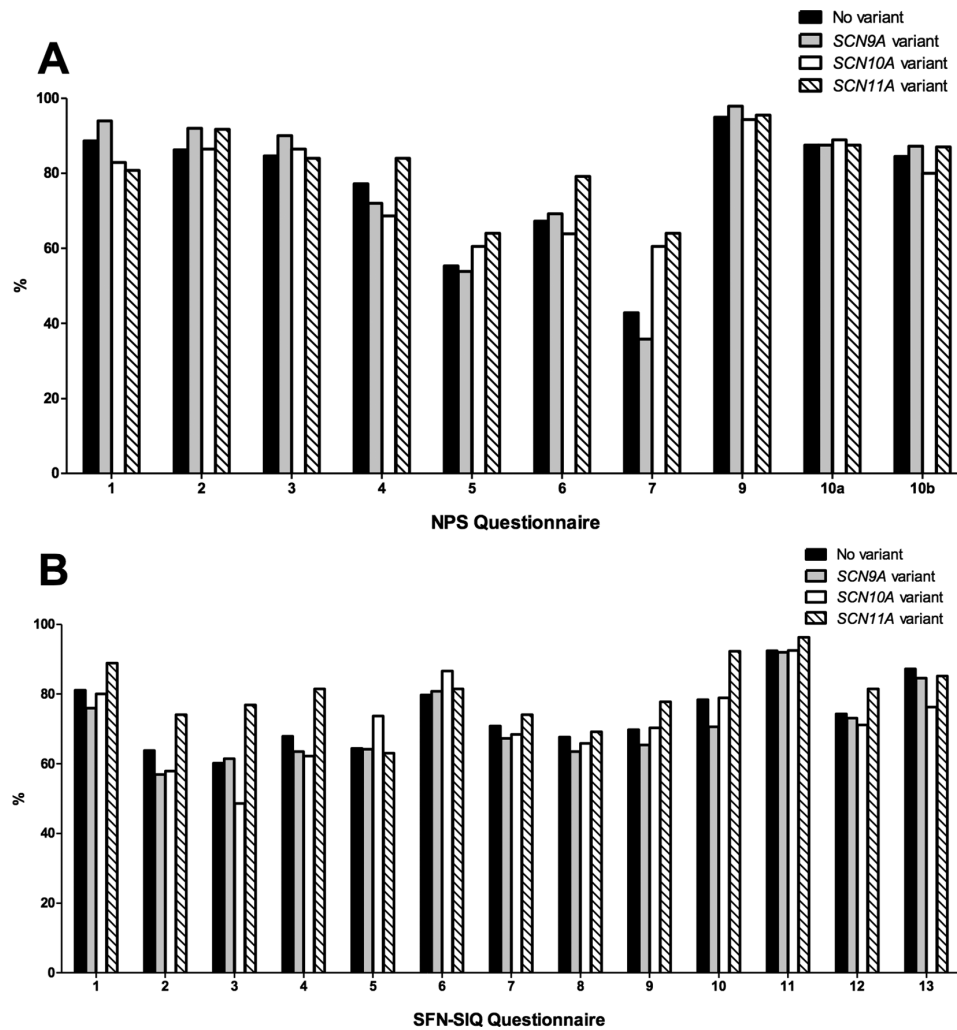 A
No variant
SCN9A variant
SCN10A variant
SCN11A variant
100
80
60
40
20
0
%
1 2 3 4 5 6 7 9 10a 10b
NPS Questionnaire
B
No variant
SCN9A variant
SCN10A variant
SCN11A variant
100
80
60
40
20
0
%
1 2 3 4 5 6 7 8 9 10 11 12 13
SFN-SIQ Questionnaire